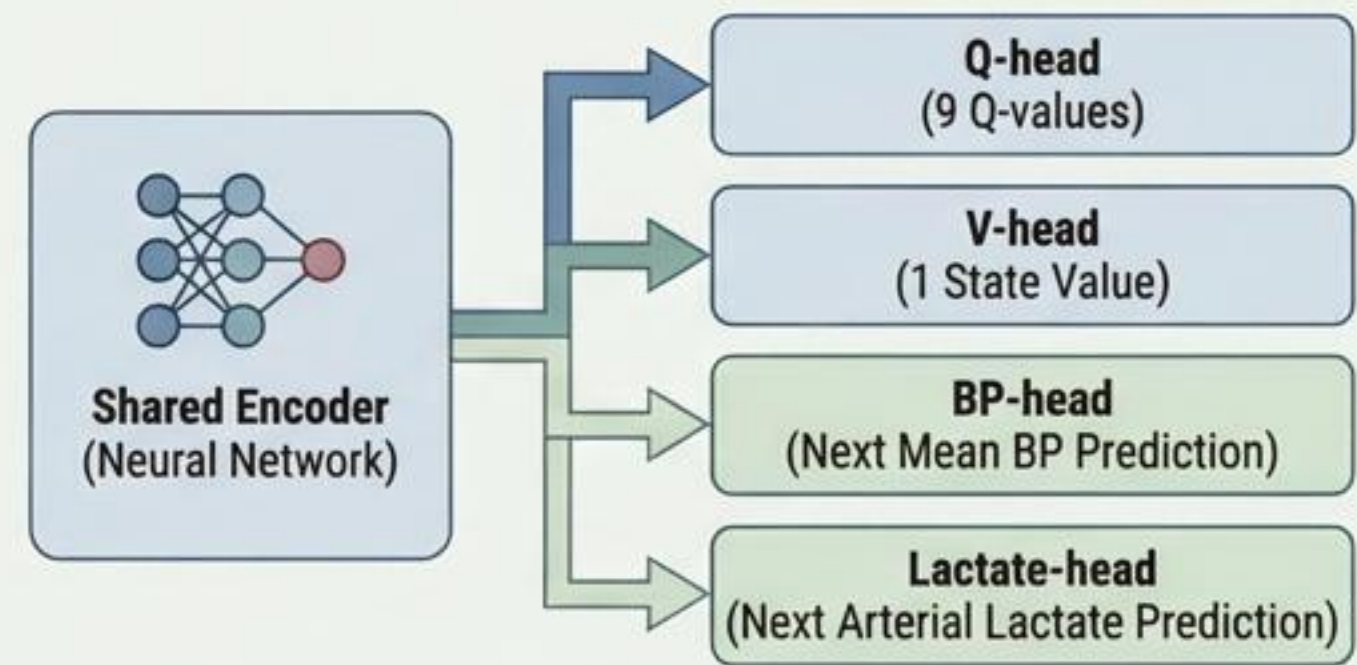 Shared Encoder
(Neural Network)
Q-head
(9 Q-values)
V-head
(1 State Value)
BP-head
(Next Mean BP Prediction)
Lactate-head
(Next Arterial Lactate Prediction)